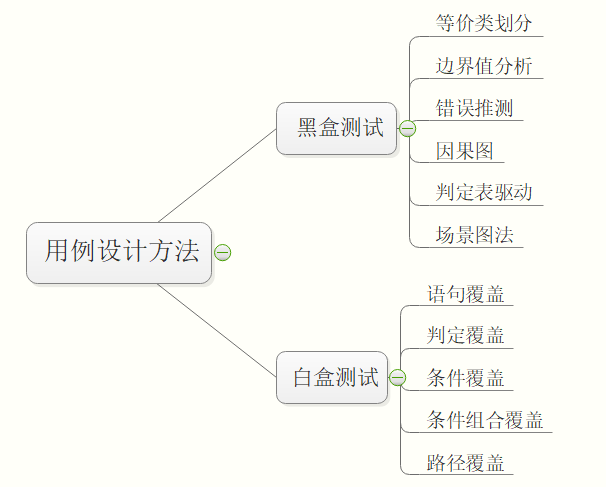 用例设计方法
黑盒测试
等价类划分
边界值分析
错误推测
因果图
判定表驱动
场景图法
白盒测试
语句覆盖
判定覆盖
条件覆盖
条件组合覆盖
路径覆盖